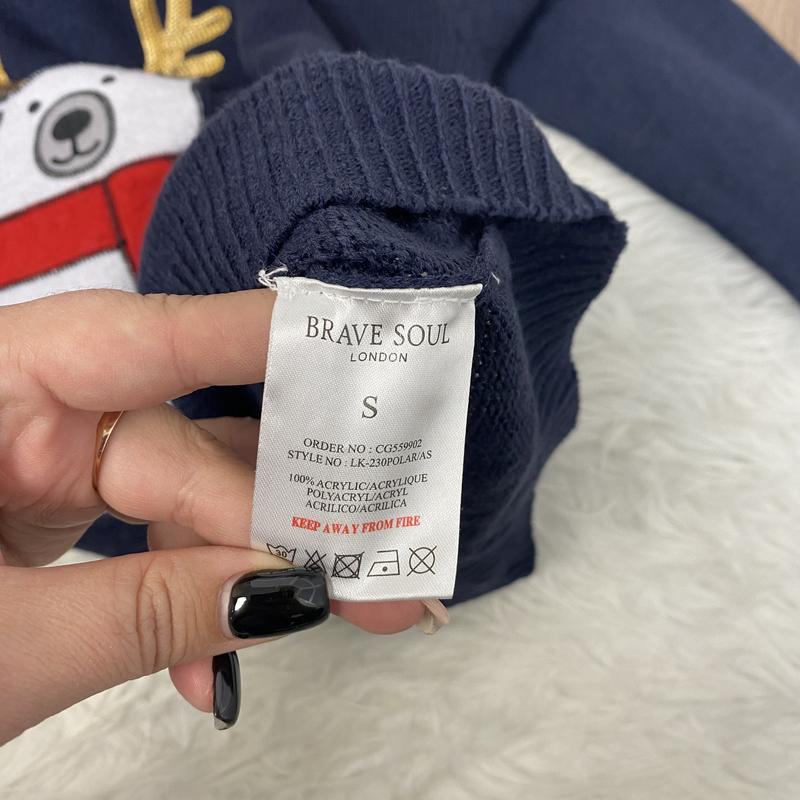 BRAVE SOUL
LONDON
S
ORDER NO : CG559902
STYLE NO : LK-230POLAR/AS
100% ACRYLIC/ACRYLIQUE
POLYACRYL/ACRYL
ACRILICO/ACRILICA
KEEP AWAY FROM FIRE
30